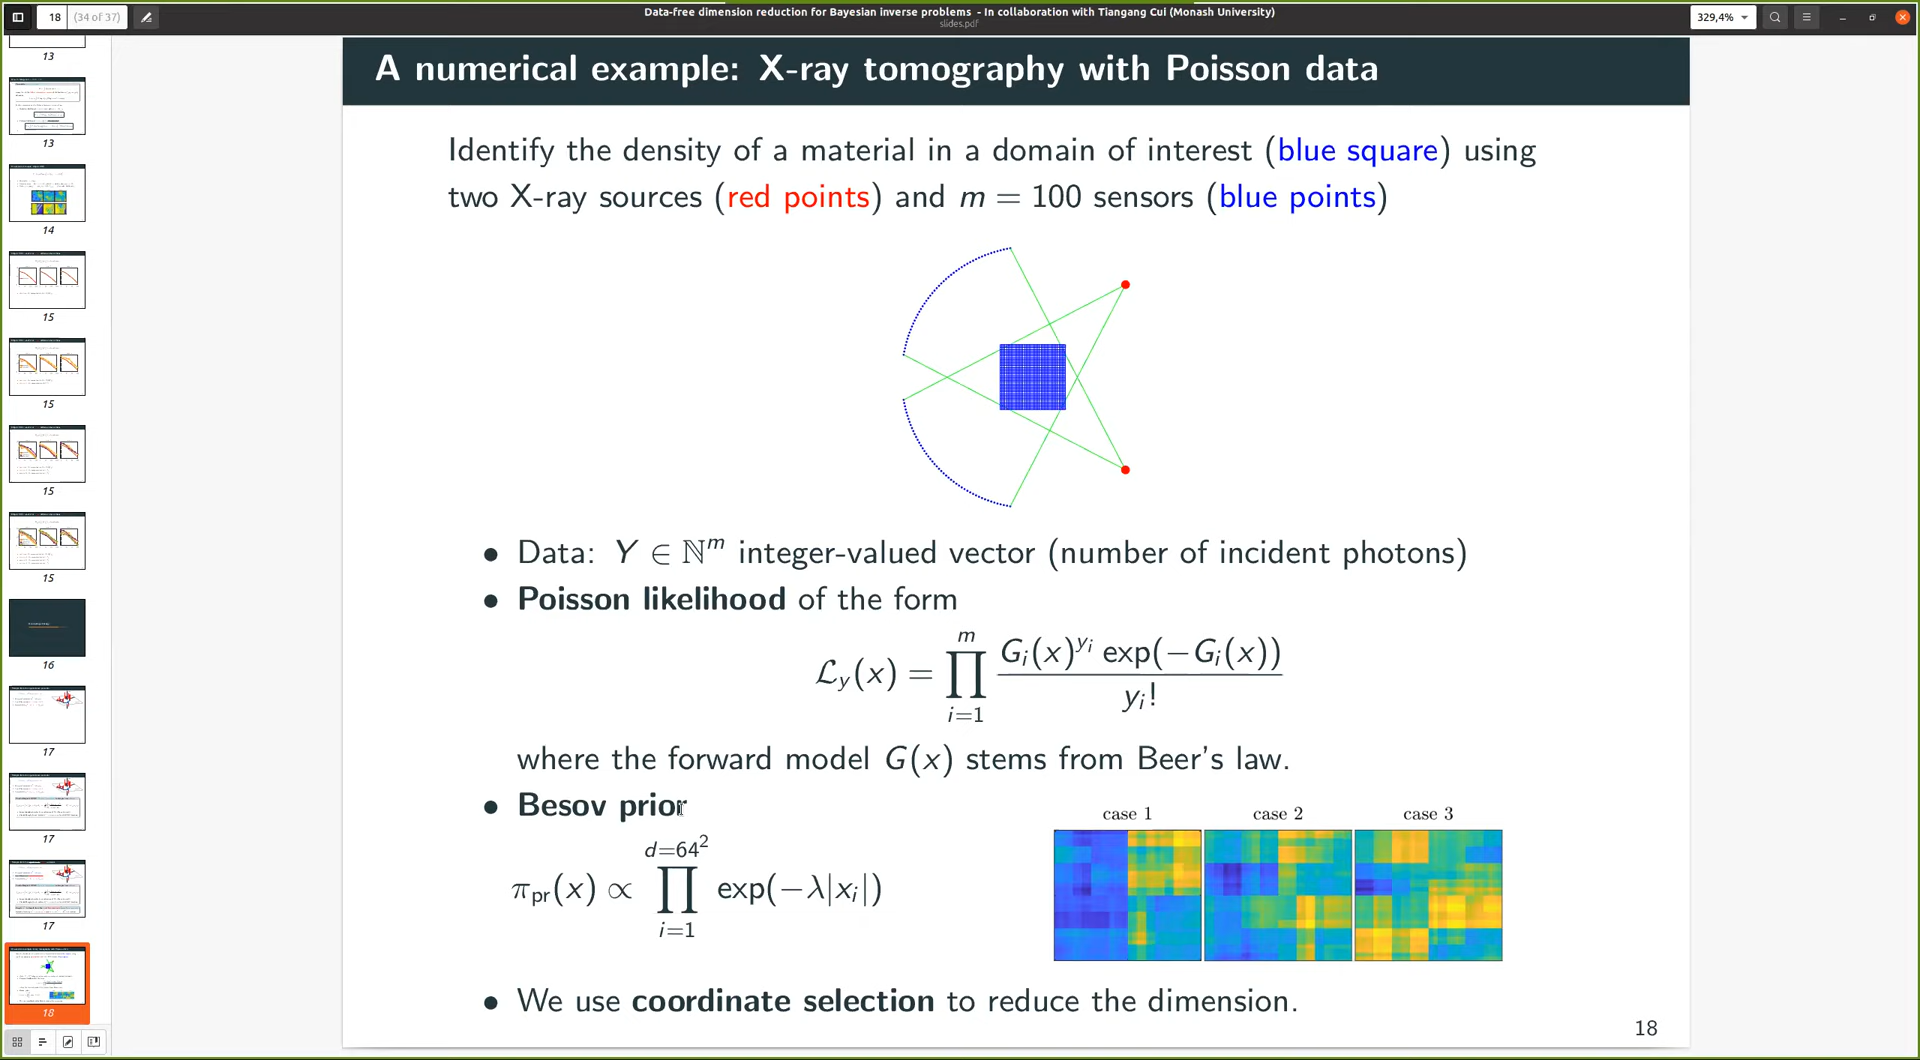 18
(34 of 37)
Data-free dimension reduction for Bayesian inverse problems - In collaboration with Tiangang Cui (Monash University)
slides.pdf
329,4%
13
13
14
15
15
15
15
16
17
17
17
18
A numerical example: X-ray tomography with Poisson data
Identify the density of a material in a domain of interest (blue square) using
two X-ray sources (red points) and m = 100 sensors (blue points)
• Data: Y ∈ ℕ^m integer-valued vector (number of incident photons)
• Poisson likelihood of the form
ℒ_y(x) = ∏_{i=1}^{m} G_i(x)^{y_i} exp(−G_i(x)) / y_i!
where the forward model G(x) stems from Beer's law.
• Besov prior
π_pr(x) ∝ ∏_{i=1}^{d=64²} exp(−λ|x_i|)
case 1
case 2
case 3
• We use coordinate selection to reduce the dimension.
18